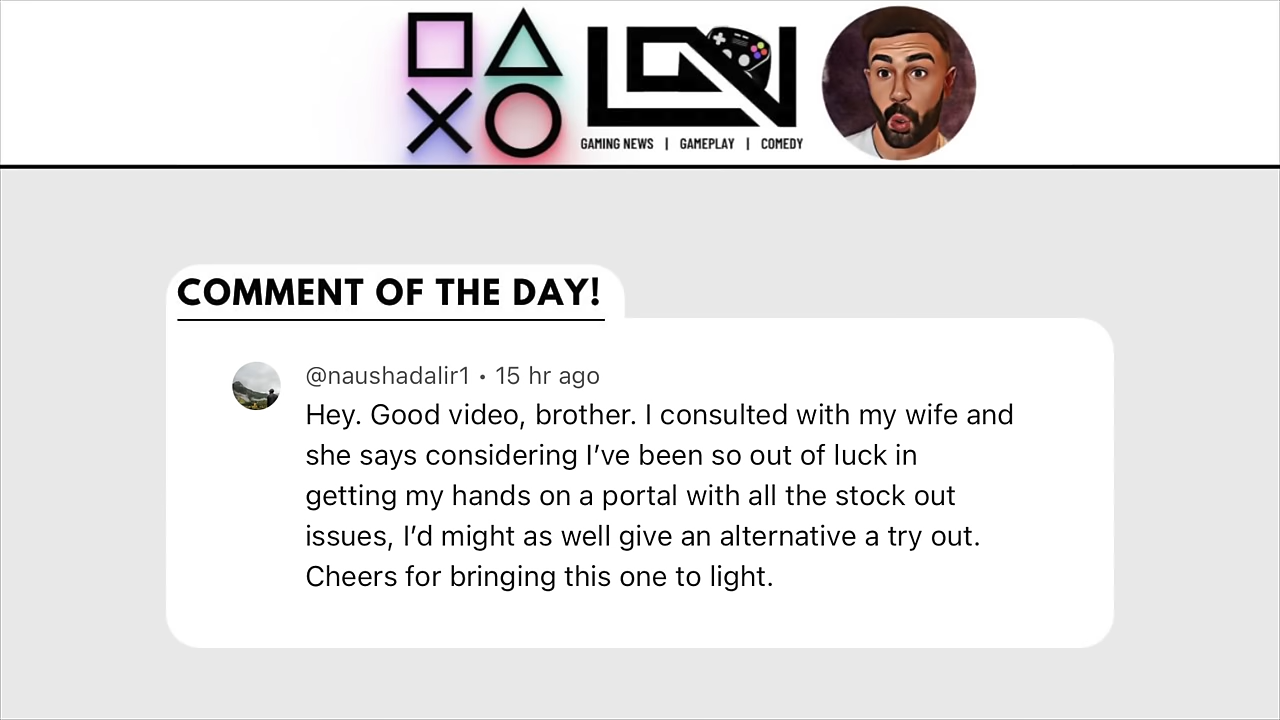 GAMING NEWS | GAMEPLAY | COMEDY
COMMENT OF THE DAY!
@naushadalir1 • 15 hr ago
Hey. Good video, brother. I consulted with my wife and
she says considering I’ve been so out of luck in
getting my hands on a portal with all the stock out
issues, I’d might as well give an alternative a try out.
Cheers for bringing this one to light.